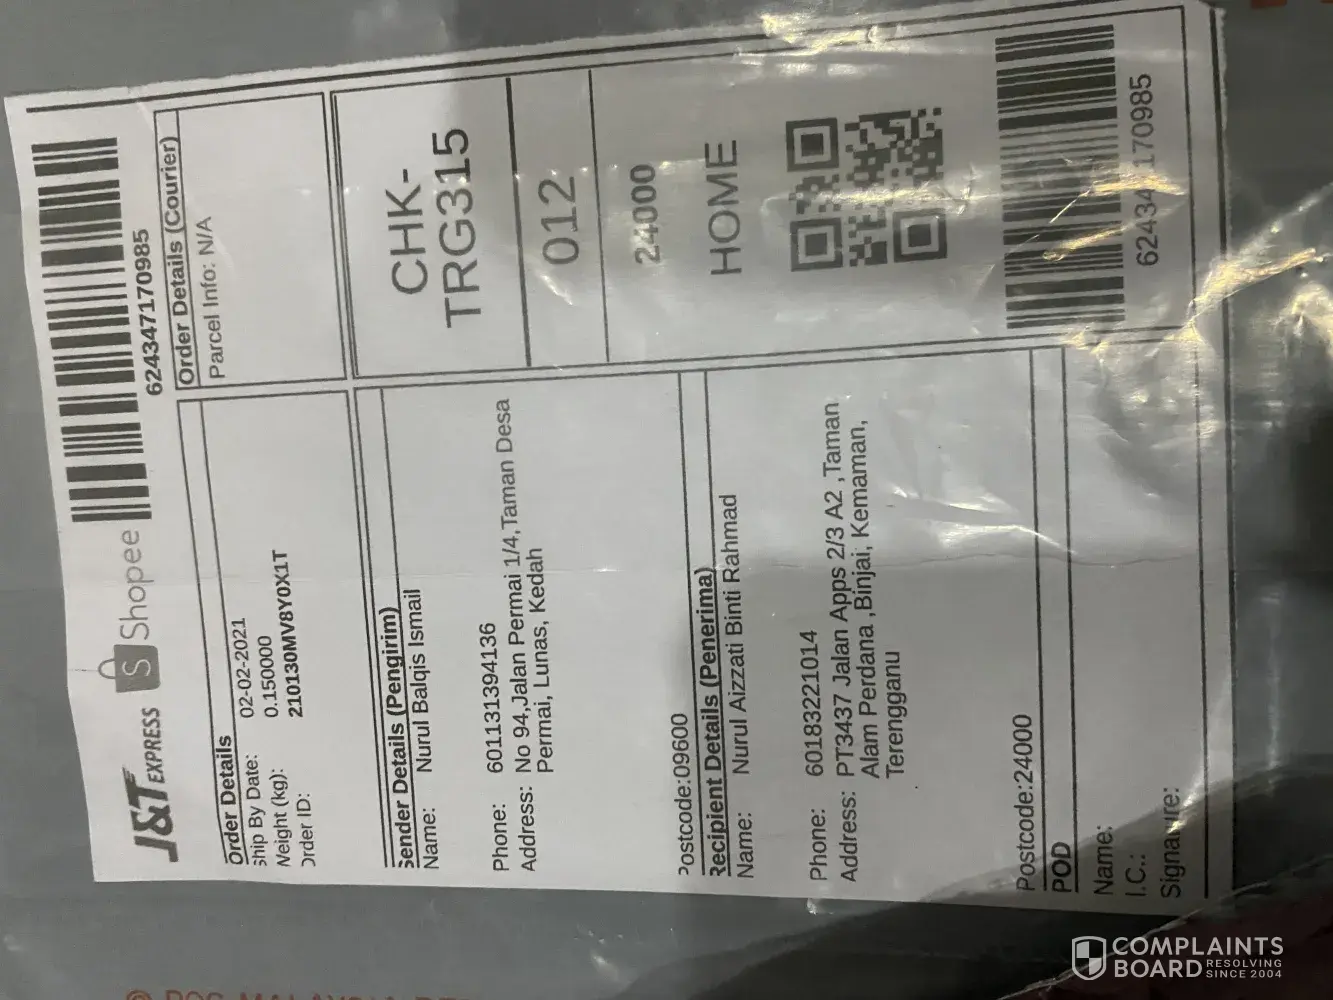 J&T EXPRESS
Shopee
624347170985
Order Details
Ship By Date: 02-02-2021
Weight (kg): 0.150000
Order ID: 210130MV8Y0X1T
Order Details (Courier)
Parcel Info: N/A
Sender Details (Pengirim)
Name: Nurul Balqis Ismail
Phone: 601131394136
Address: No 94,Jalan Permai 1/4,Taman Desa
Permai, Lunas, Kedah
Postcode:09600
CHK-
TRG315
012
24000
HOME
Recipient Details (Penerima)
Name: Nurul Aizzati Binti Rahmad
Phone: 60183221014
Address: PT3437 Jalan Apps 2/3 A2 ,Taman
Alam Perdana ,Binjai, Kemaman,
Terengganu
Postcode:24000
POD
Name:
I.C.:
Signature:
624347170985
COMPLAINTS
BOARD RESOLVING
SINCE 2004